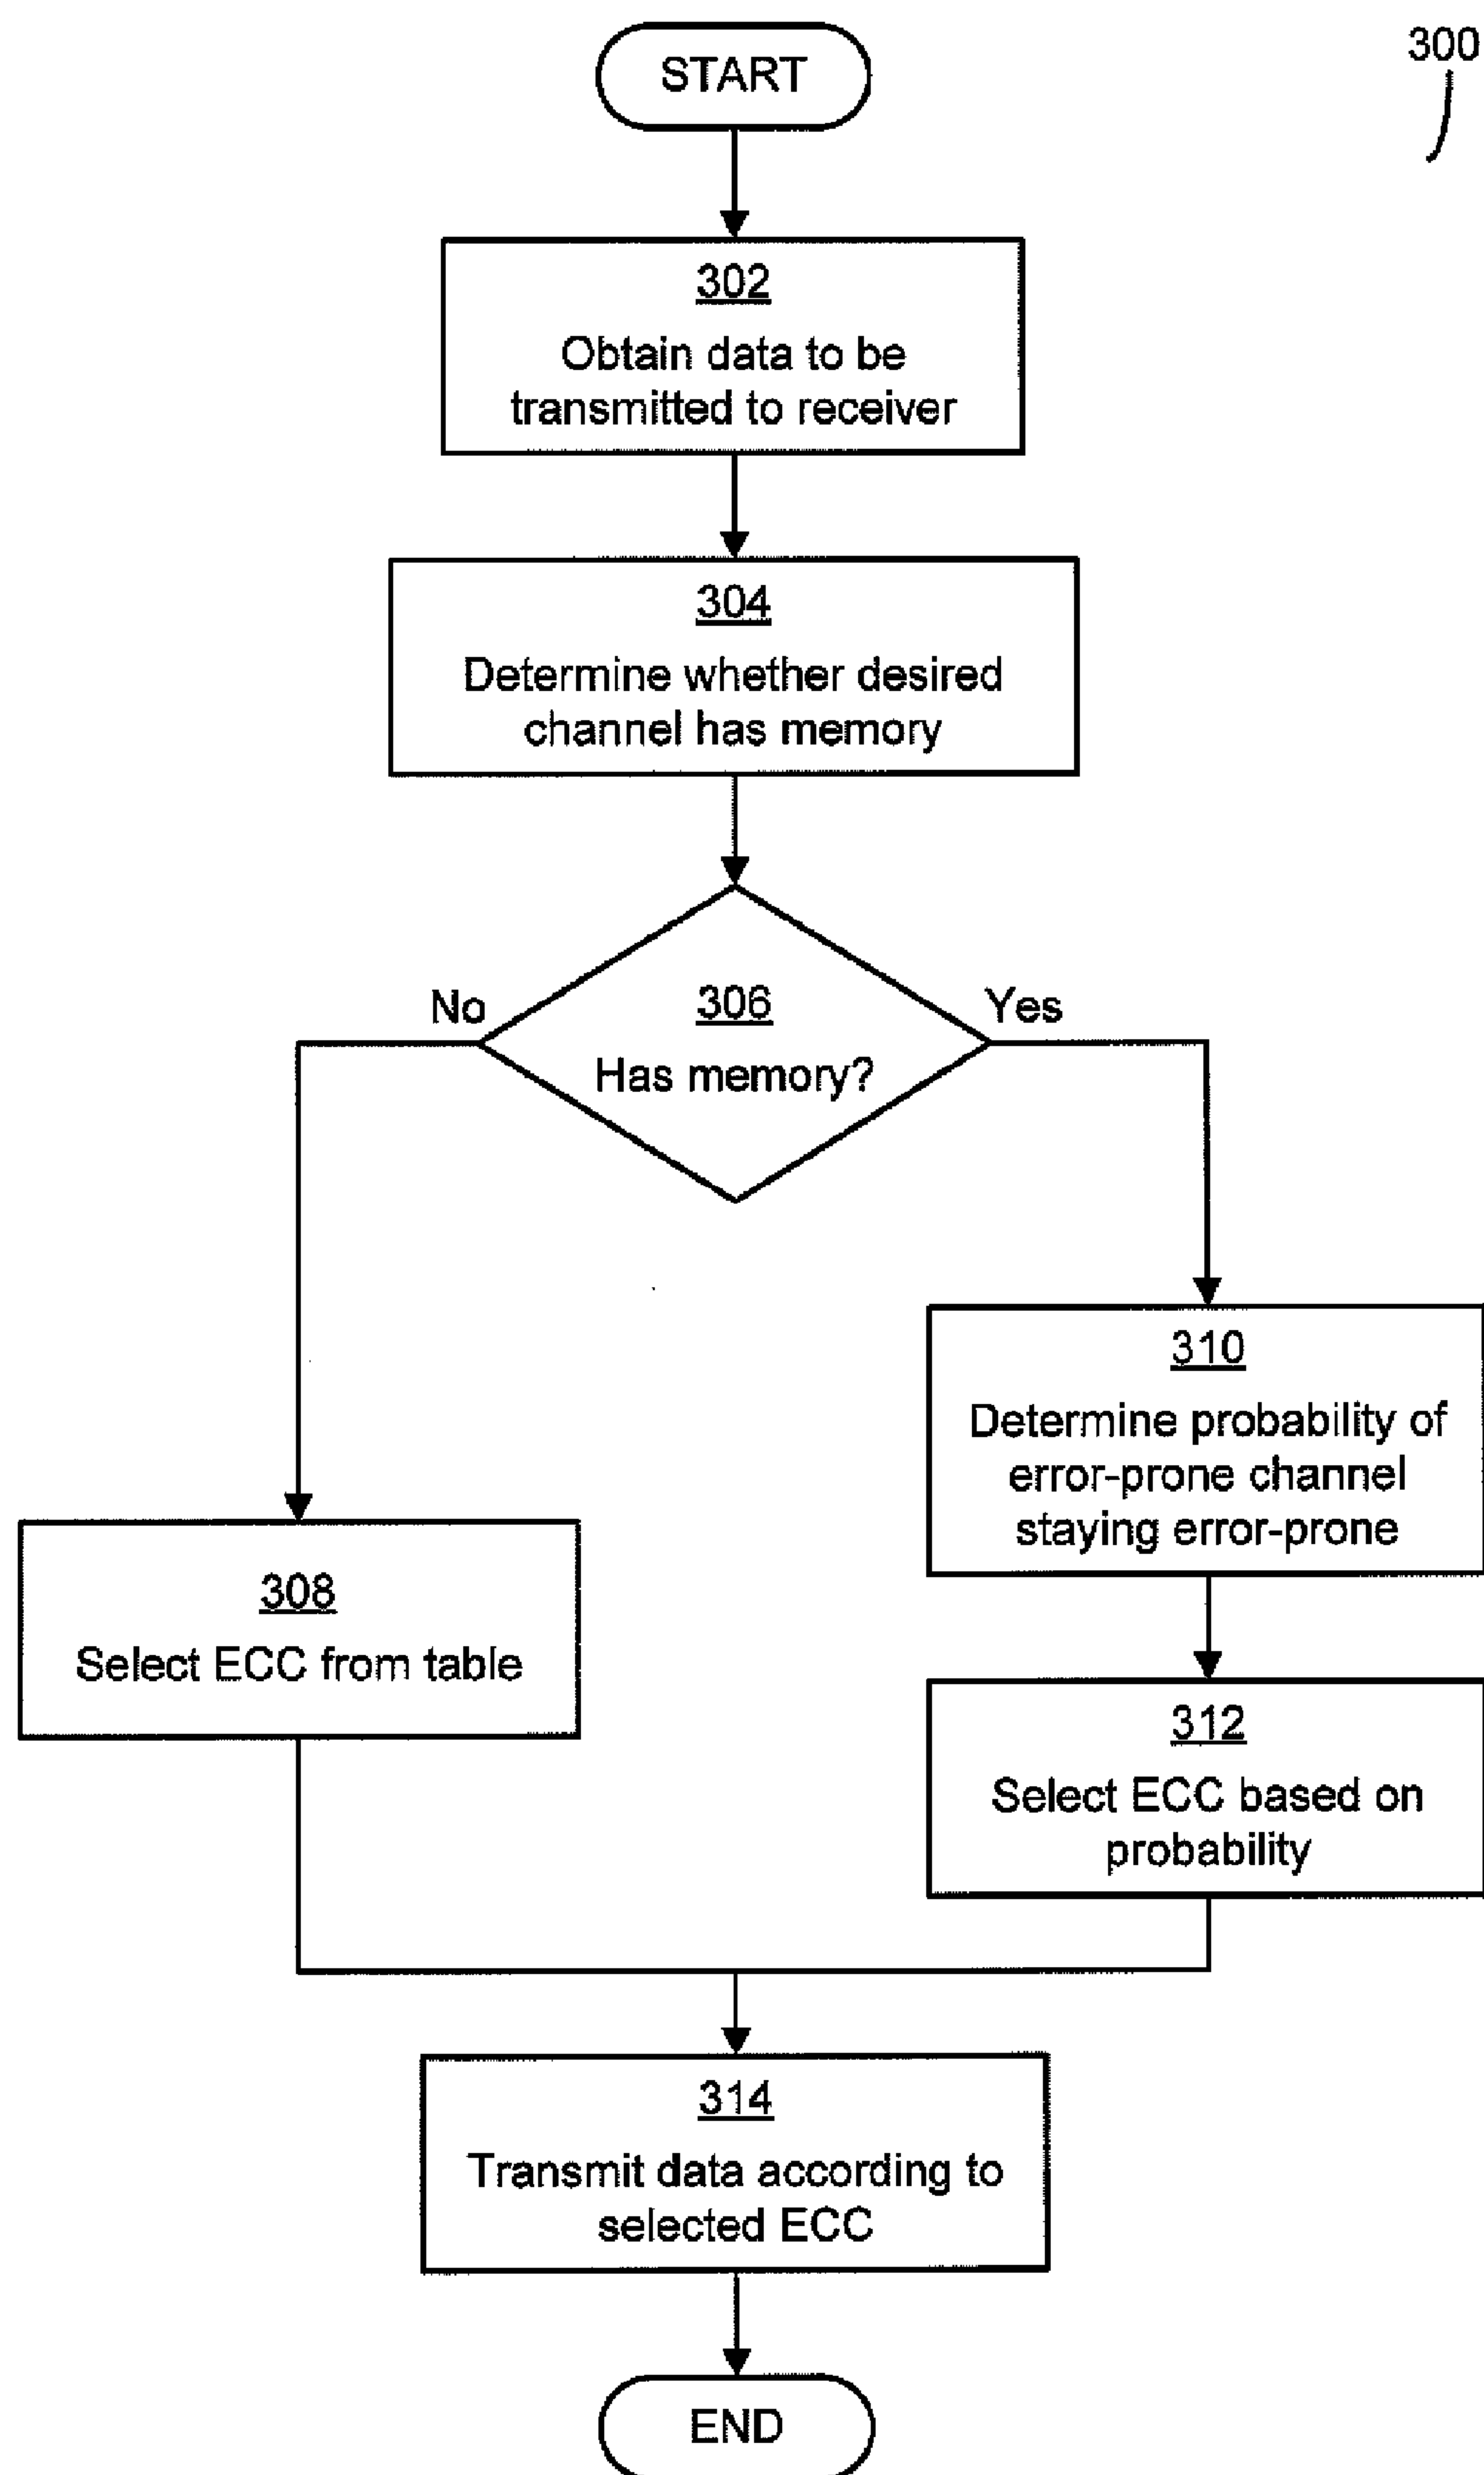 START
300
302
Obtain data to be
transmitted to receiver
304
Determine whether desired
channel has memory
No
306
Yes
Has memory?
310
Determine probability of
error-prone channel
staying error-prone
308
Select ECC from table
312
Select ECC based on
probability
314
Transmit data according to
selected ECC
END